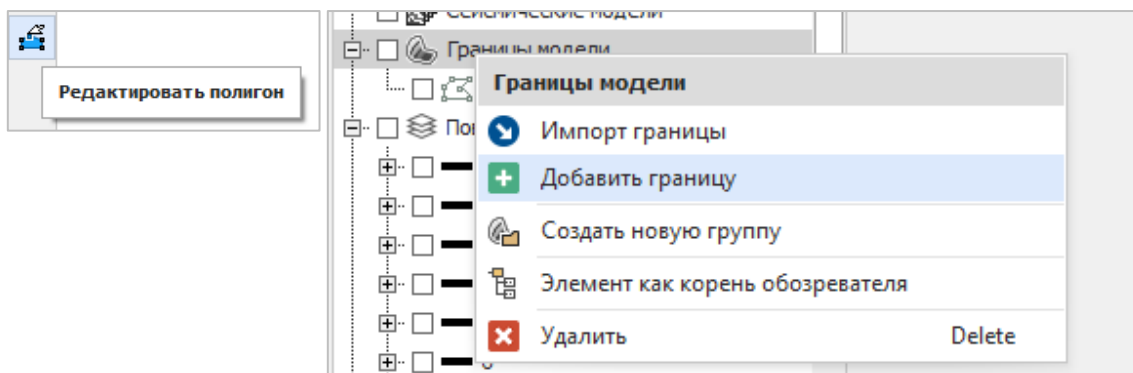 Сейсмические модели
Редактировать полигон
Границы модели
Границы модели
Импорт границы
Добавить границу
Создать новую группу
Элемент как корень обозревателя
Удалить Delete